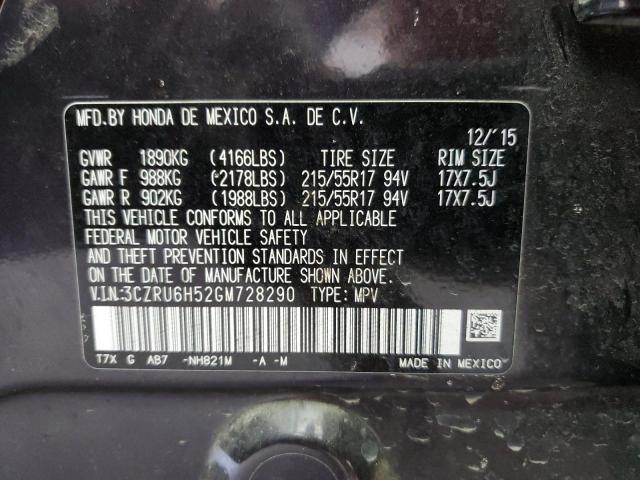 MFD.BY HONDA DE MEXICO S.A. DE C.V.
12/'15
GVWR 1890KG (4166LBS) TIRE SIZE RIM SIZE
GAWR F 988KG (2178LBS) 215/55R17 94V 17X7.5J
GAWR R 902KG (1988LBS) 215/55R17 94V 17X7.5J
THIS VEHICLE CONFORMS TO ALL APPLICABLE
FEDERAL MOTOR VEHICLE SAFETY
AND THEFT PREVENTION STANDARDS IN EFFECT
ON THE DATE OF MANUFACTURE SHOWN ABOVE.
V.I.N.:3CZRU6H52GM728290 TYPE: MPV
T7X G AB7 -NH821M -A -M MADE IN MEXICO